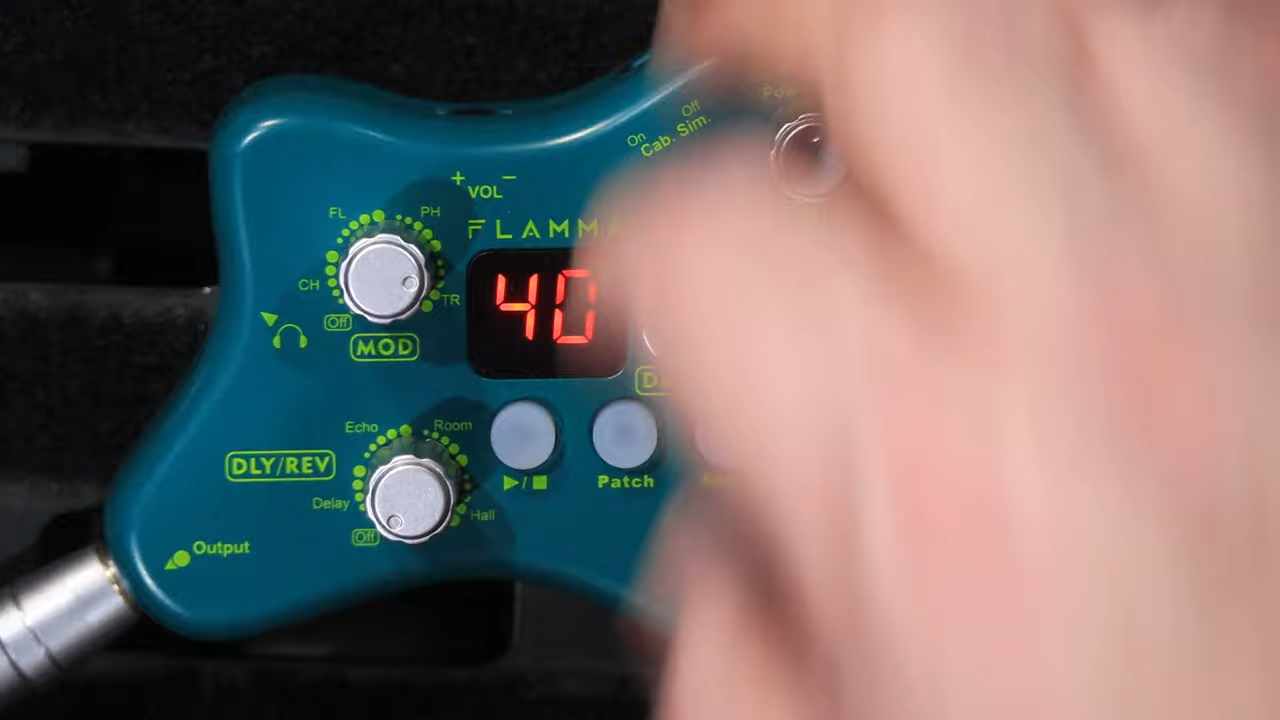 Off
On
Cab. Sim.
+ VOL −
FLAMMA
FL
PH
CH
TR
Off
MOD
40
Echo
Room
DLY/REV
▶/■
Patch
Delay
Hall
Off
Output